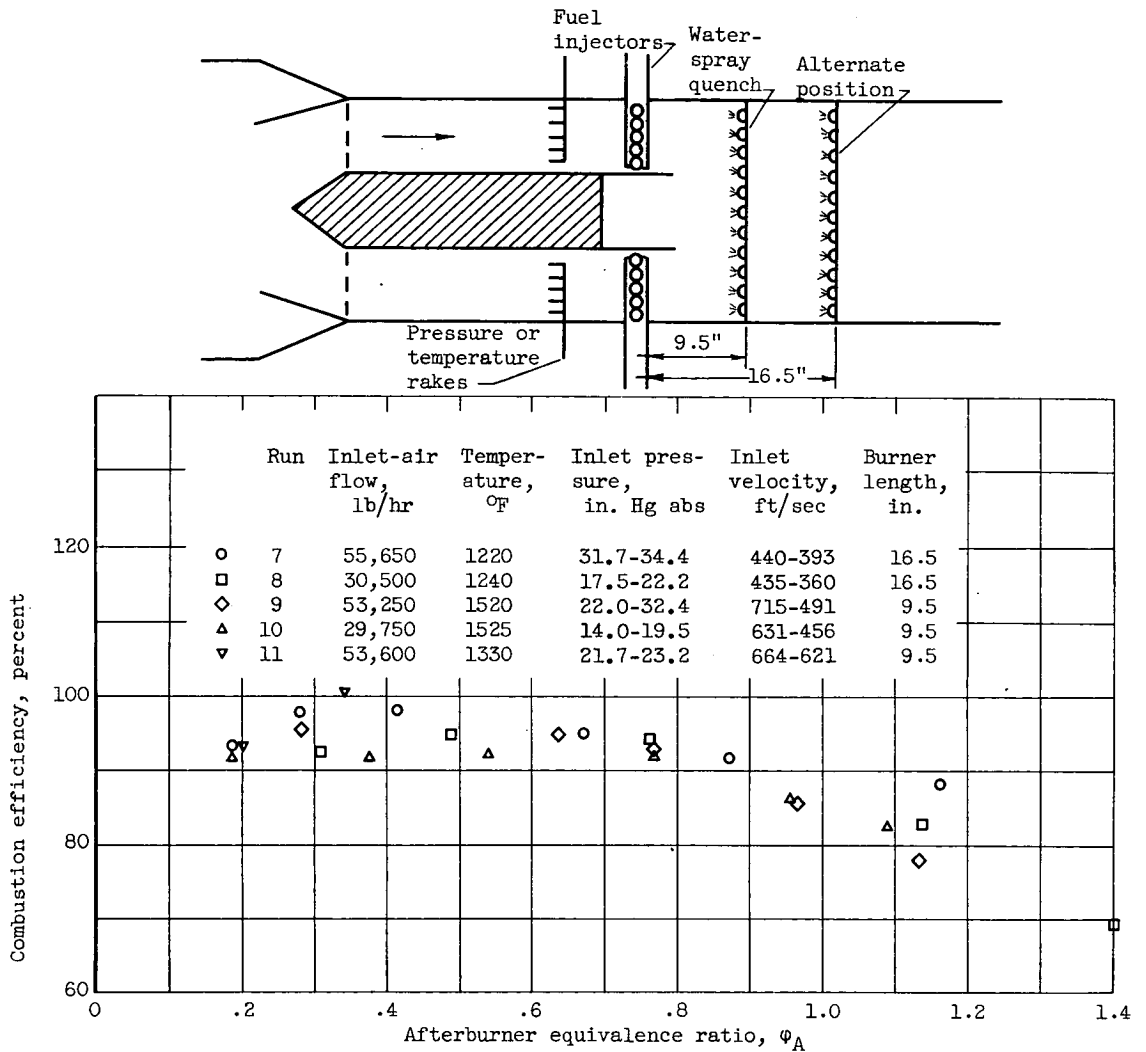 Fuel
injectors
Water-
spray
quench
Alternate
position
Pressure or
temperature
rakes
9.5"
16.5"
Run Inlet-air flow, lb/hr Temper- ature, °F Inlet pres- sure, in. Hg abs Inlet velocity, ft/sec Burner length, in.
7 55,650 1220 31.7-34.4 440-393 16.5
8 30,500 1240 17.5-22.2 435-360 16.5
9 53,250 1520 22.0-32.4 715-491 9.5
10 29,750 1525 14.0-19.5 631-456 9.5
11 53,600 1330 21.7-23.2 664-621 9.5
Combustion efficiency, percent
120
100
80
60
0 .2 .4 .6 .8 1.0 1.2 1.4
Afterburner equivalence ratio, φA